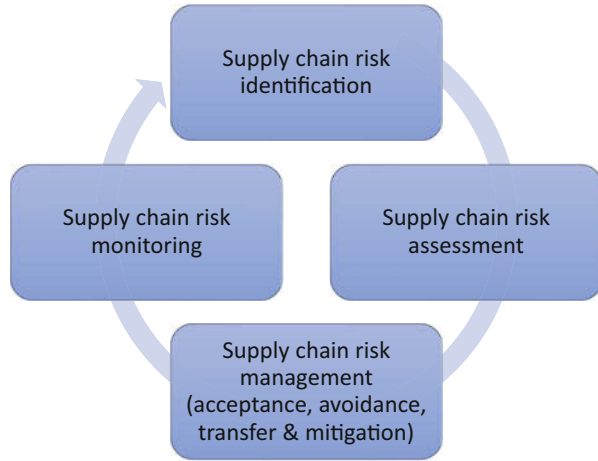 Supply chain risk
identification
Supply chain risk
assessment
Supply chain risk
management
(acceptance, avoidance,
transfer & mitigation)
Supply chain risk
monitoring